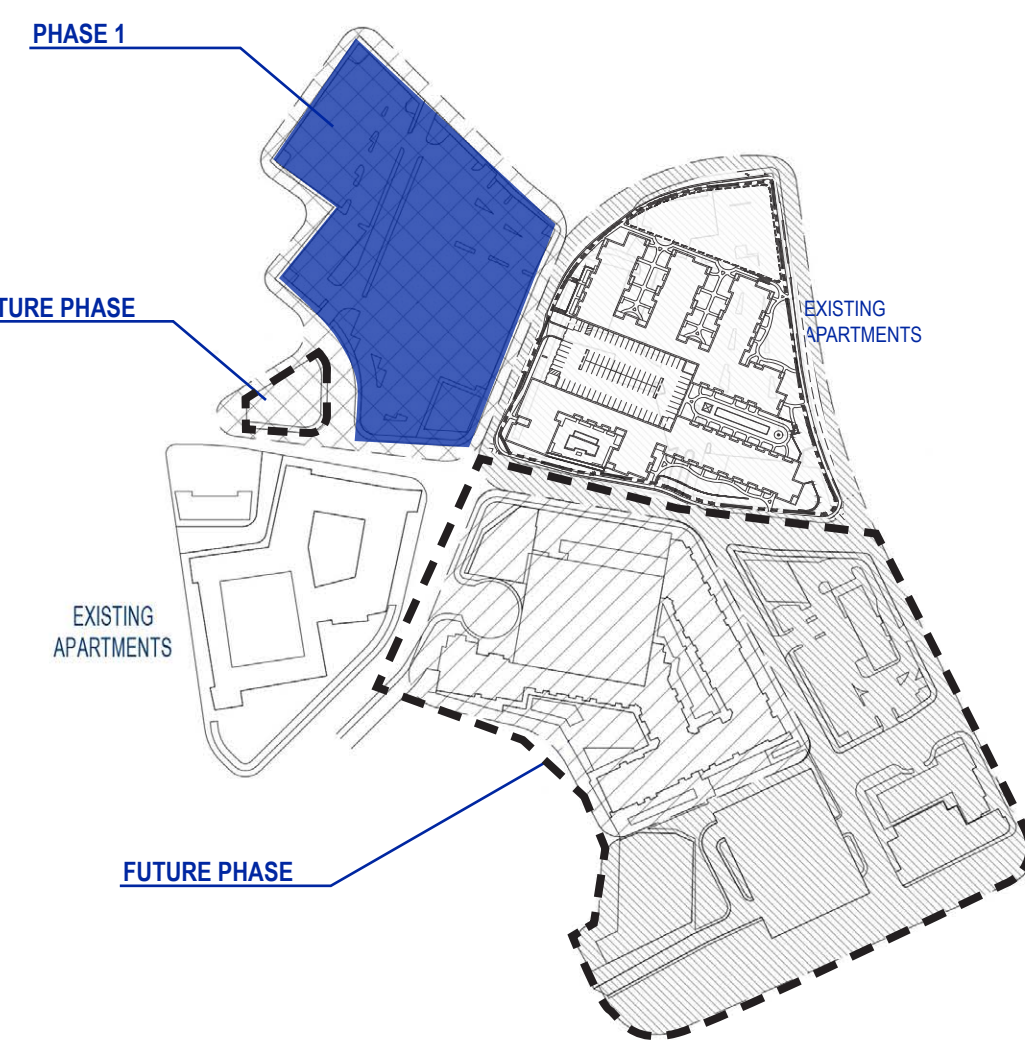 PHASE 1
TURE PHASE
EXISTING
APARTMENTS
EXISTING
APARTMENTS
FUTURE PHASE